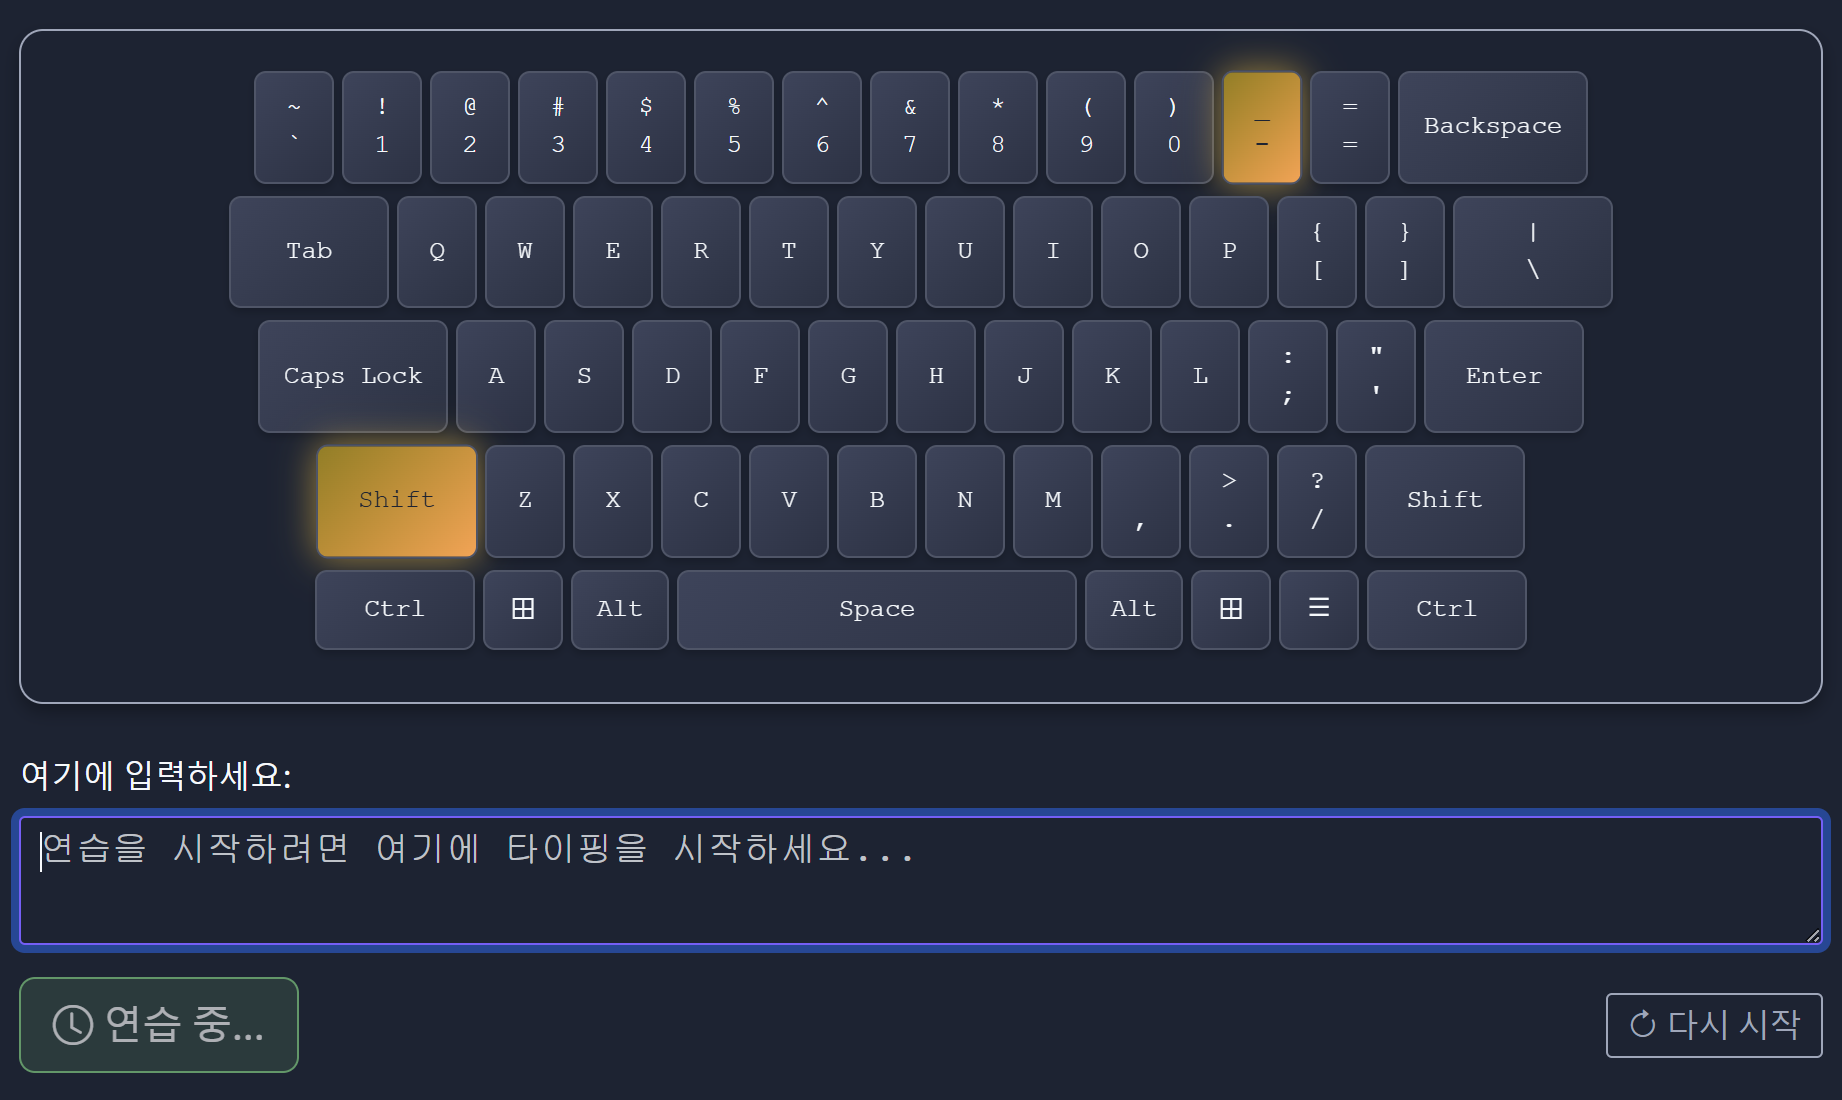 ~ ! @ # $ % ^ & * ( ) _ =
` 1 2 3 4 5 6 7 8 9 0 - = Backspace
Tab Q W E R T Y U I O P { } |
[ ] \
Caps Lock A S D F G H J K L : " Enter
; '
Shift Z X C V B N M , > ? Shift
. /
Ctrl Alt Space Alt ☰ Ctrl
여기에 입력하세요:
연습을 시작하려면 여기에 타이핑을 시작하세요...
연습 중...
다시 시작